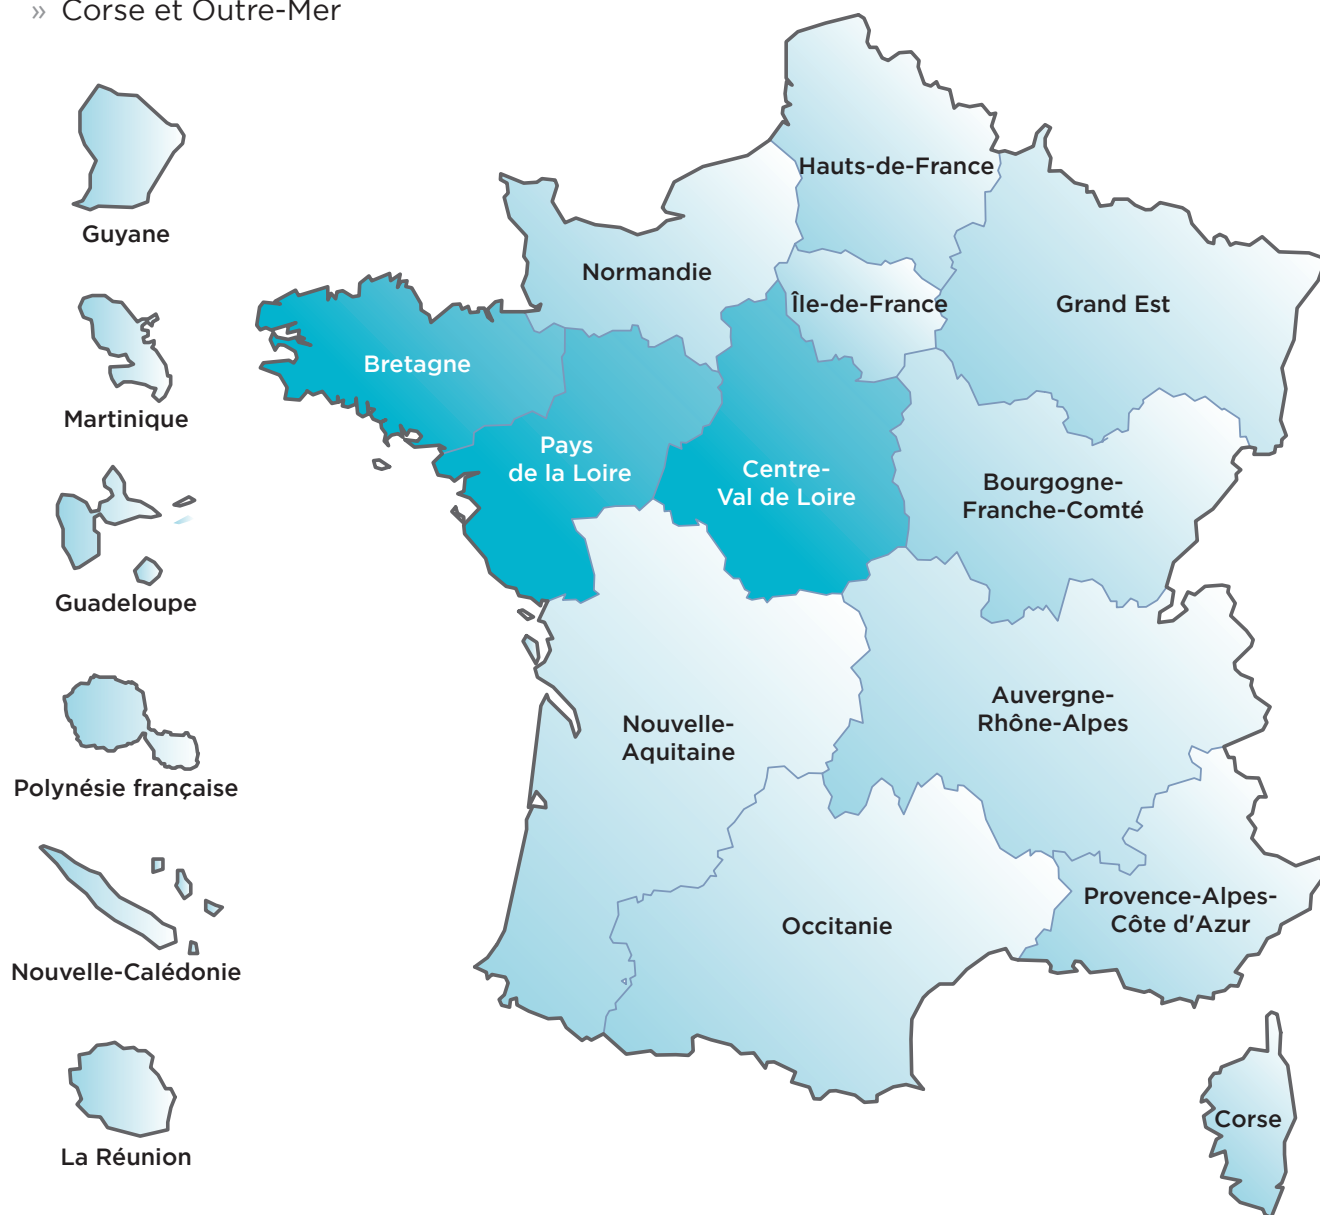 » Corse et Outre-Mer
Guyane
Martinique
Guadeloupe
Polynésie française
Nouvelle-Calédonie
La Réunion
Hauts-de-France
Normandie
Île-de-France
Grand Est
Bretagne
Pays
de la Loire
Centre-
Val de Loire
Bourgogne-
Franche-Comté
Nouvelle-
Aquitaine
Auvergne-
Rhône-Alpes
Occitanie
Provence-Alpes-
Côte d'Azur
Corse